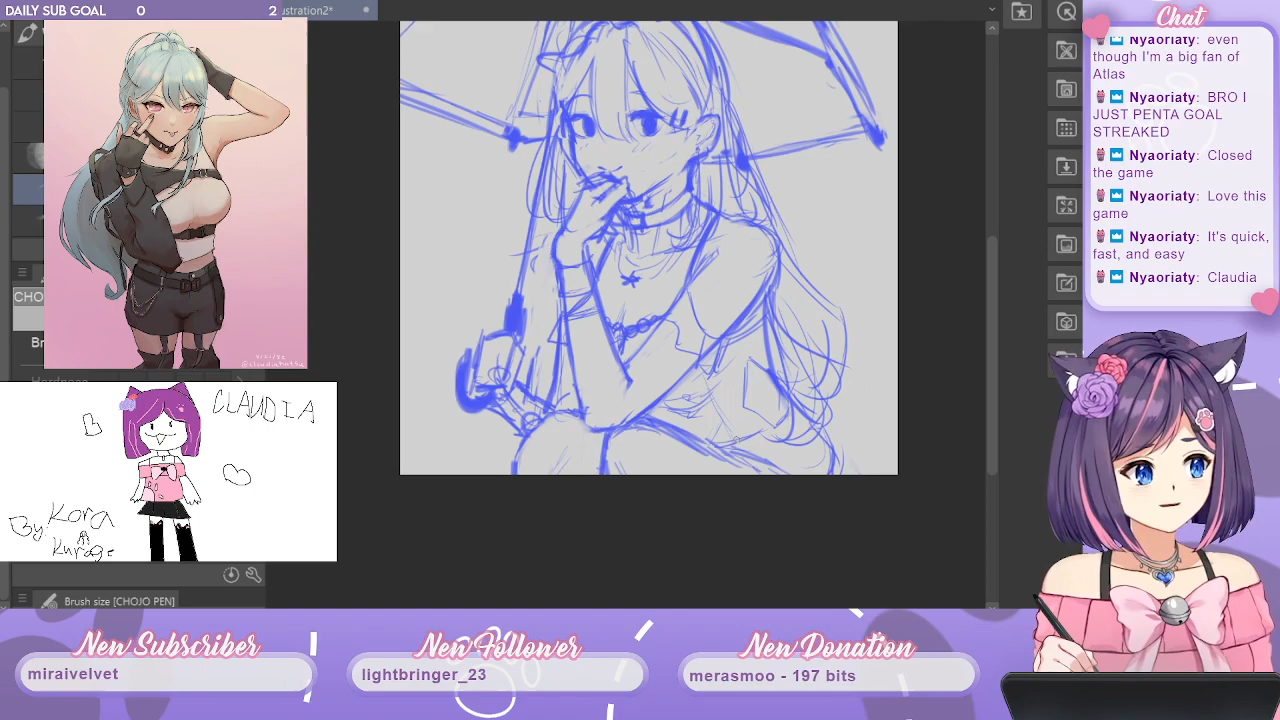 DAILY SUB GOAL 0 2
ustration2*
CHO
Br
Hardness
CLAUDIA
By: Kora
Kurage
Brush size [CHOJO PEN]
Chat
Nyaoriaty: even
though I'm a big fan of
Atlas
Nyaoriaty: BRO I
JUST PENTA GOAL
STREAKED
Nyaoriaty: Closed
the game
Nyaoriaty: Love this
game
Nyaoriaty: It's quick,
fast, and easy
Nyaoriaty: Claudia
New Subscriber
miraivelvet
New Follower
lightbringer_23
New Donation
merasmoo - 197 bits